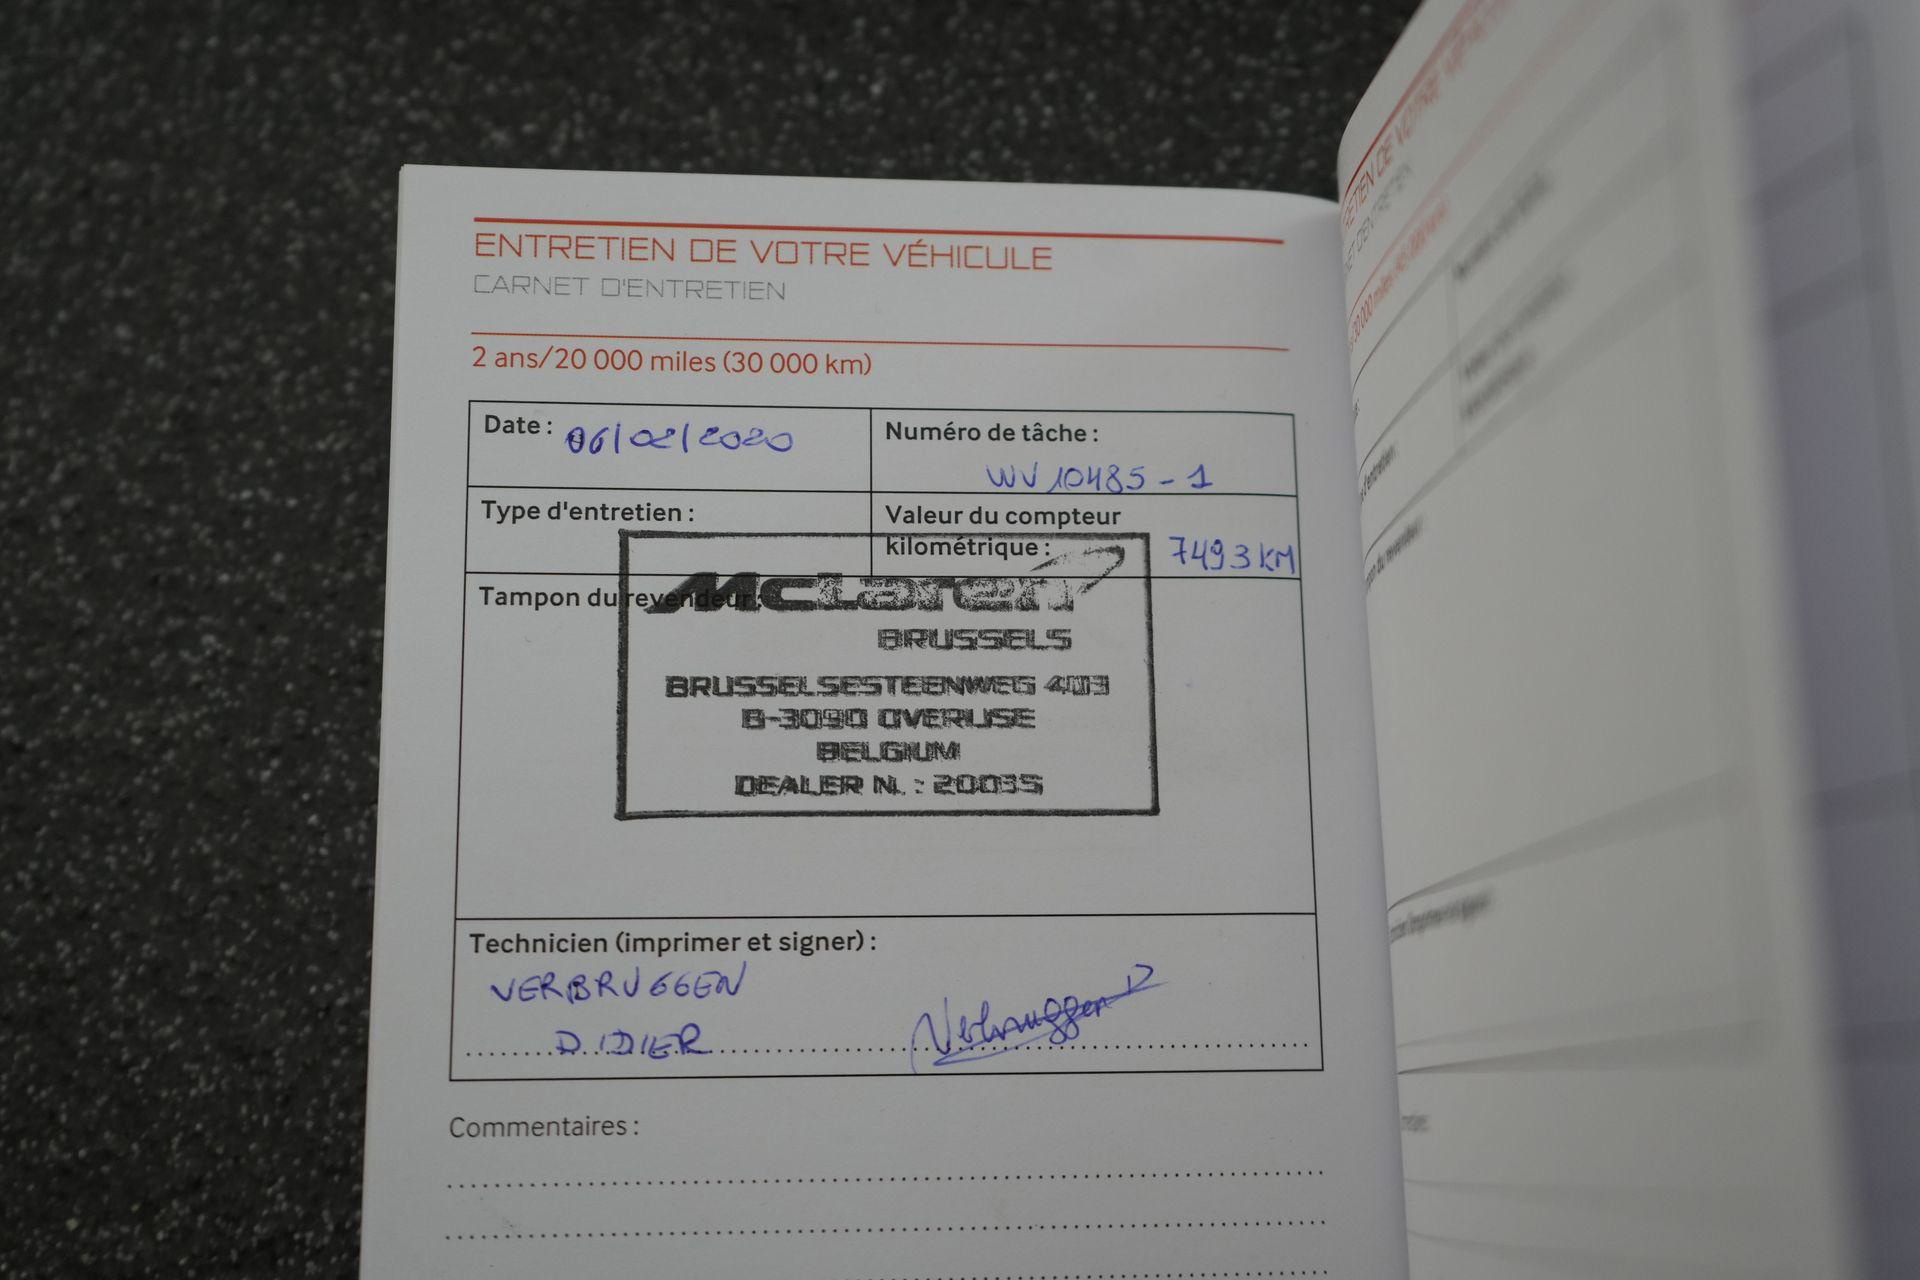 ENTRETIEN DE VOTRE VÉHICULE
CARNET D'ENTRETIEN
2 ans/20 000 miles (30 000 km)
Date : 06/02/2020
Numéro de tâche :
WV10485-1
Type d'entretien :
Valeur du compteur
kilométrique : 7493 KM
Tampon du revendeur :
McLaren
BRUSSELS
BRUSSELSESTEENWEG 403
B-3090 OVERIJSE
BELGIUM
DEALER N. : 20035
Technicien (imprimer et signer) :
VERBRUGGEN
DIDIER
Verbruggen D
Commentaires :